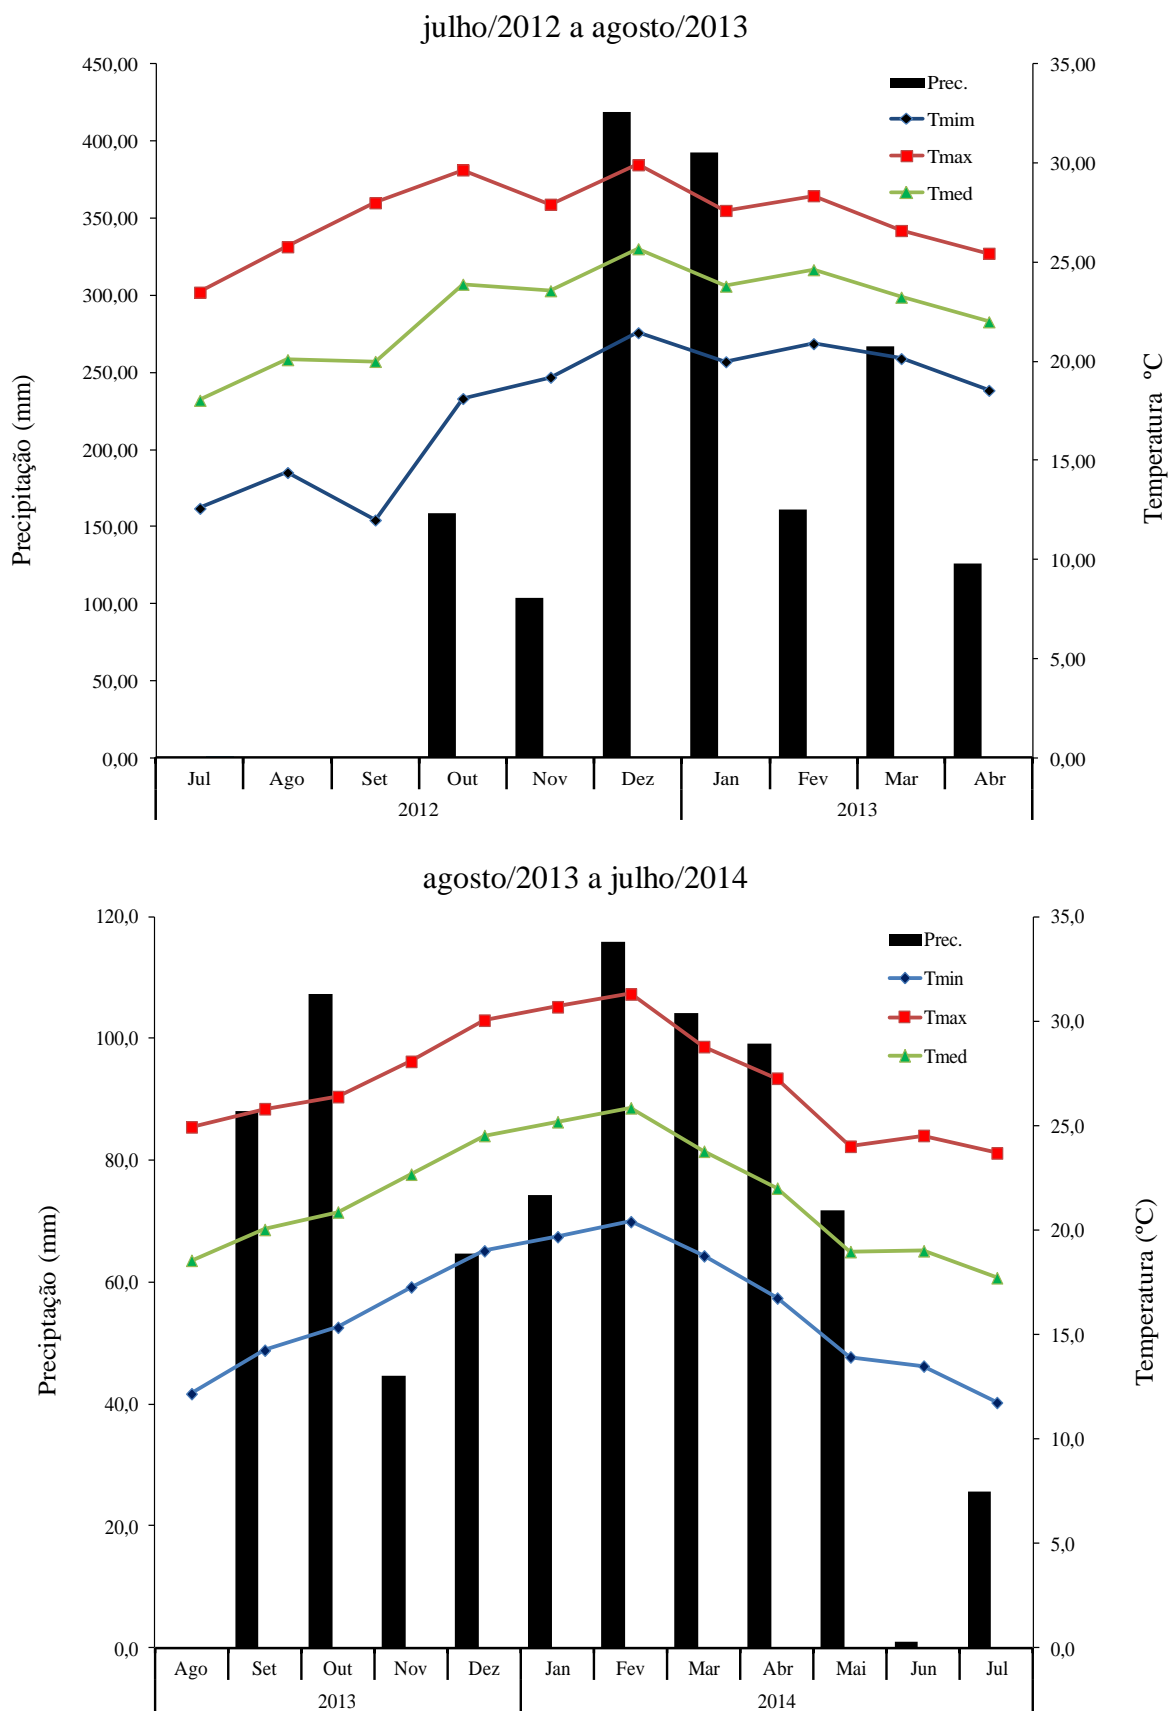 julho/2012 a agosto/2013
450,00
400,00
350,00
300,00
250,00
200,00
150,00
100,00
50,00
0,00
Precipitação (mm)
35,00
30,00
25,00
20,00
15,00
10,00
5,00
0,00
Temperatura ºC
Prec.
Tmim
Tmax
Tmed
Jul Ago Set Out Nov Dez Jan Fev Mar Abr
2012 2013
agosto/2013 a julho/2014
120,0
100,0
80,0
60,0
40,0
20,0
0,0
Preciptação (mm)
35,0
30,0
25,0
20,0
15,0
10,0
5,0
0,0
Temperatura (ºC)
Prec.
Tmin
Tmax
Tmed
Ago Set Out Nov Dez Jan Fev Mar Abr Mai Jun Jul
2013 2014